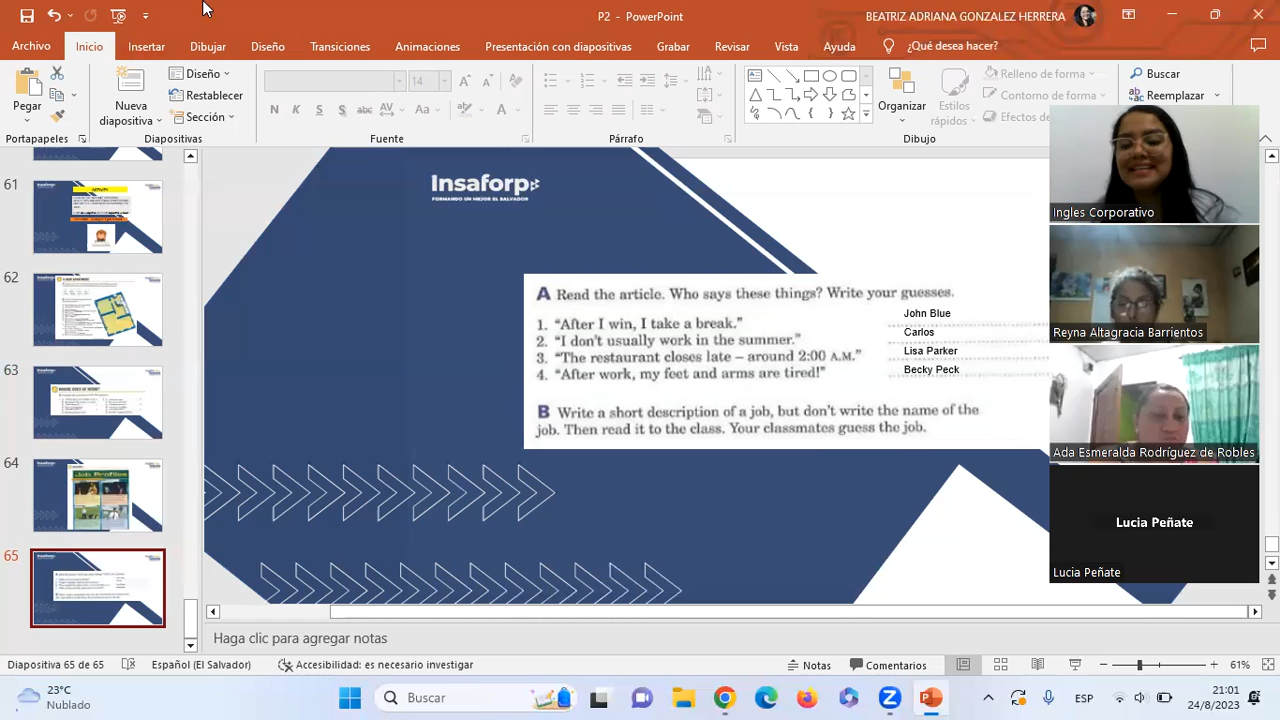 P2 - PowerPoint
BEATRIZ ADRIANA GONZALEZ HERRERA
Archivo Inicio Insertar Dibujar Diseño Transiciones Animaciones Presentación con diapositivas Grabar Revisar Vista Ayuda ¿Qué desea hacer?
Pegar
Nueva diapositiva
Diseño
Restablecer
Sección
14
N K S S abc AV Aa A
Organizar
Estilos rápidos
Relleno de forma
Contorno de forma
Efectos de
Buscar
Reemplazar
Portapapeles Diapositivas Fuente Párrafo Dibujo
61
62
63
64
Job Profiles
65
Insaforp
FORMANDO UN MEJOR EL SALVADOR
A Read the article. Who says these things? Write your guesses.
1. "After I win, I take a break." John Blue
2. "I don't usually work in the summer." Carlos
3. "The restaurant closes late – around 2:00 A.M." Lisa Parker
4. "After work, my feet and arms are tired!" Becky Peck
B Write a short description of a job, but don't write the name of the
job. Then read it to the class. Your classmates guess the job.
Ingles Corporativo
Reyna Altagracia Barrientos
Ada Esmeralda Rodríguez de Robles
Lucia Peñate
Lucia Peñate
Haga clic para agregar notas
Diapositiva 65 de 65 Español (El Salvador) Accesibilidad: es necesario investigar Notas Comentarios 61%
23°C
Nublado
Buscar
ESP
21:01
24/8/2023